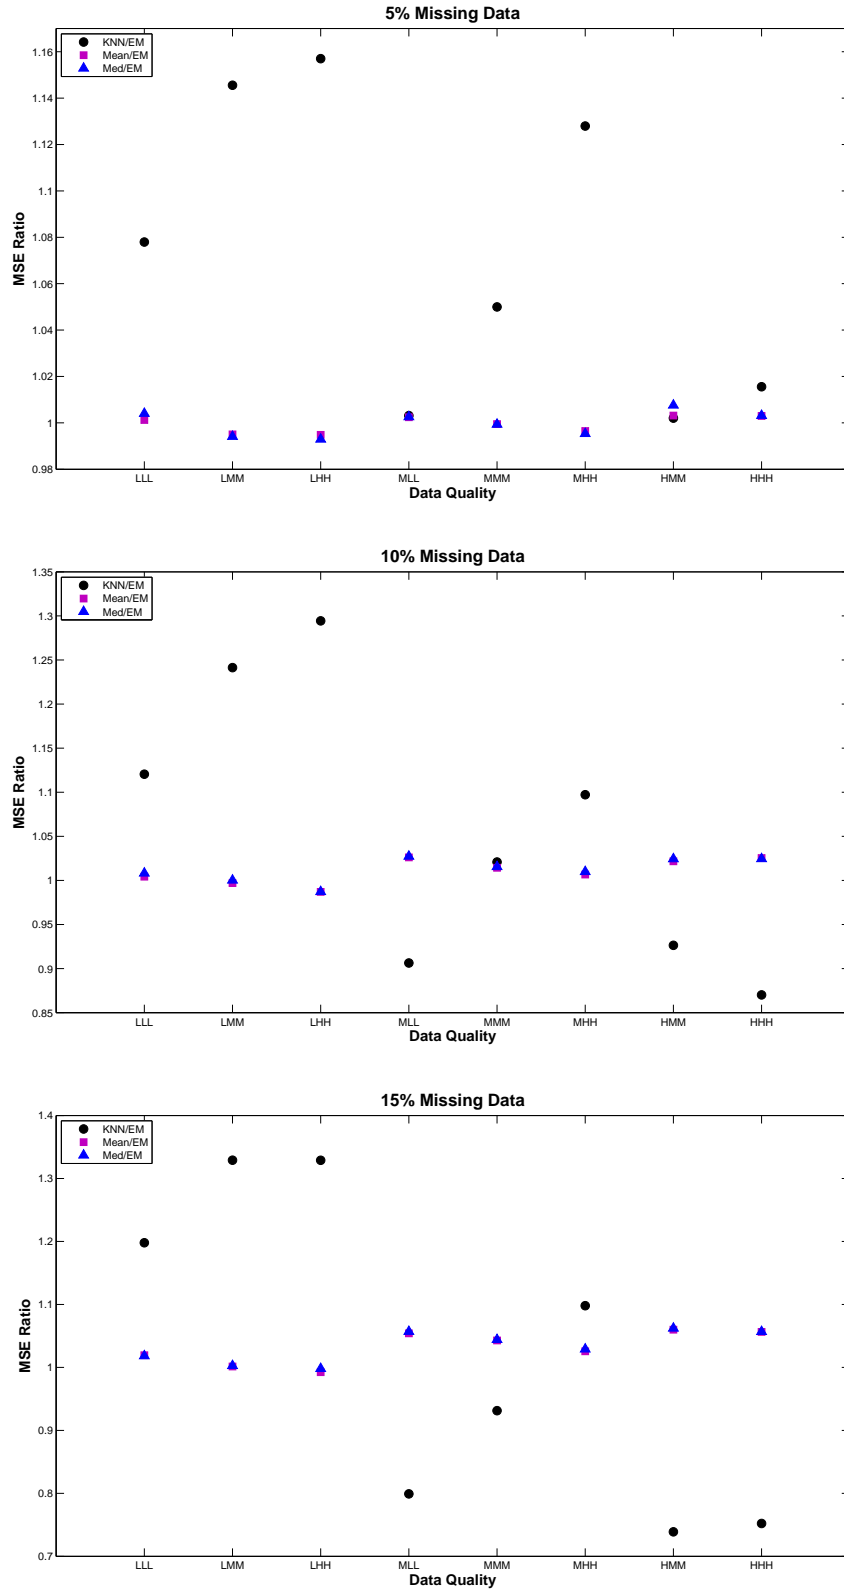 5% Missing Data
KNN/EM
Mean/EM
Med/EM
1.16
1.14
1.12
1.1
1.08
1.06
1.04
1.02
1
0.98
MSE Ratio
LLL LMM LHH MLL MMM MHH HMM HHH
Data Quality
10% Missing Data
KNN/EM
Mean/EM
Med/EM
1.35
1.3
1.25
1.2
1.15
1.1
1.05
1
0.95
0.9
0.85
MSE Ratio
LLL LMM LHH MLL MMM MHH HMM HHH
Data Quality
15% Missing Data
KNN/EM
Mean/EM
Med/EM
1.4
1.3
1.2
1.1
1
0.9
0.8
0.7
MSE Ratio
LLL LMM LHH MLL MMM MHH HMM HHH
Data Quality